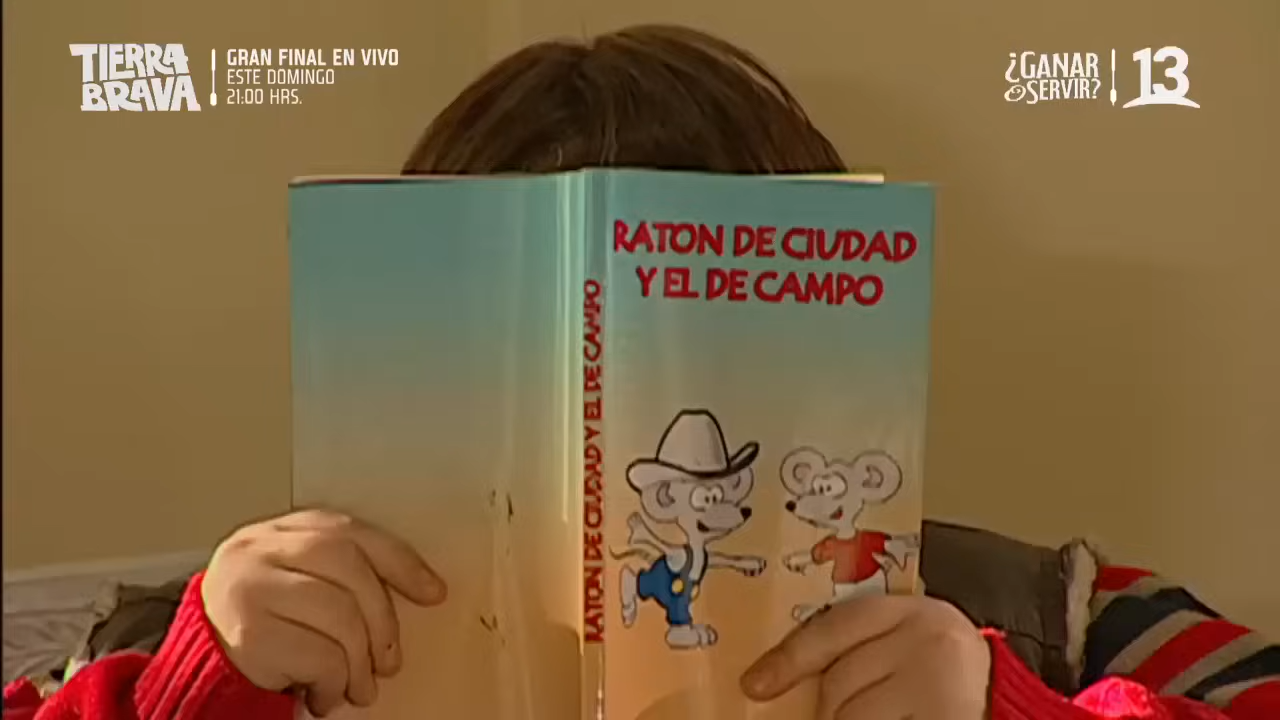 TIERRA
BRAVA
GRAN FINAL EN VIVO
ESTE DOMINGO
21:00 HRS.
¿GANAR
O SERVIR?
13
RATON DE CIUDAD
Y EL DE CAMPO
RATON DE CIUDAD Y EL DE CAMPO